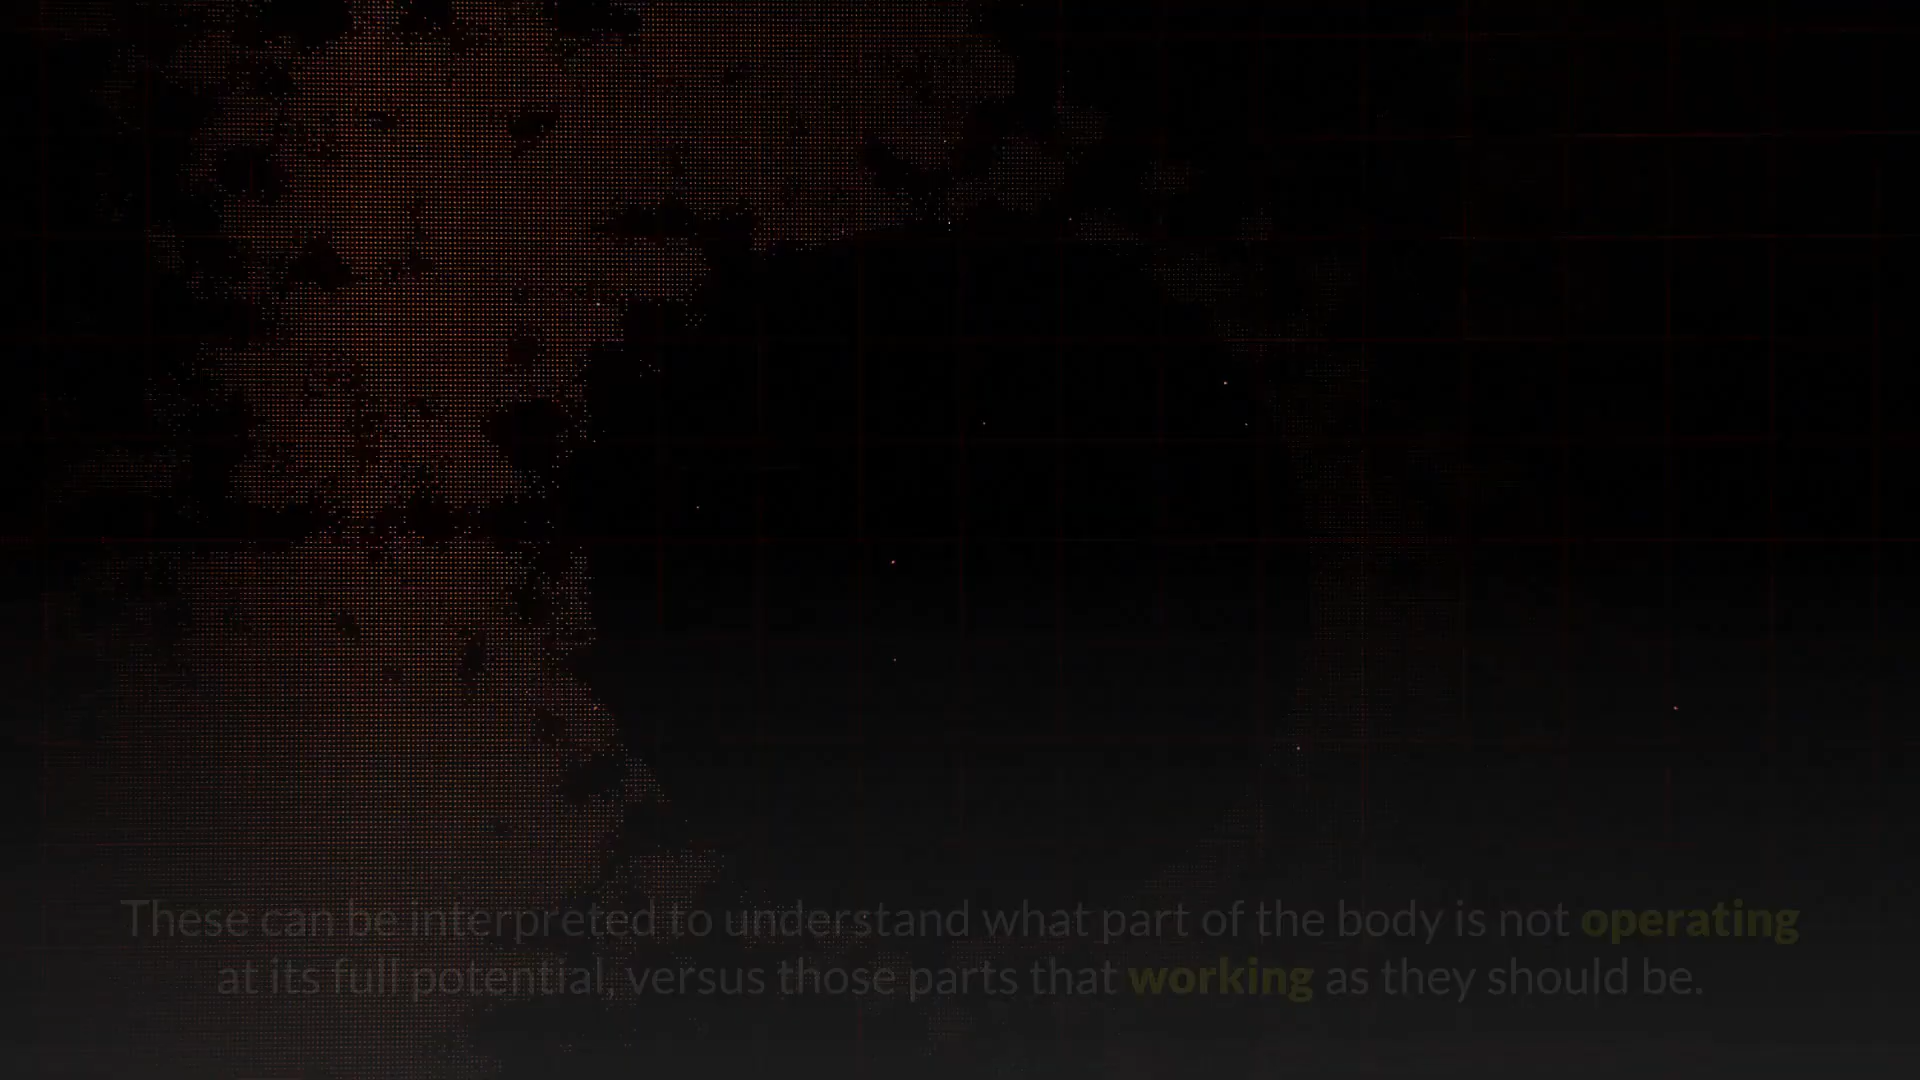 These can be interpreted to understand what part of the body is not operating
at its full potential, versus those parts that working as they should be.